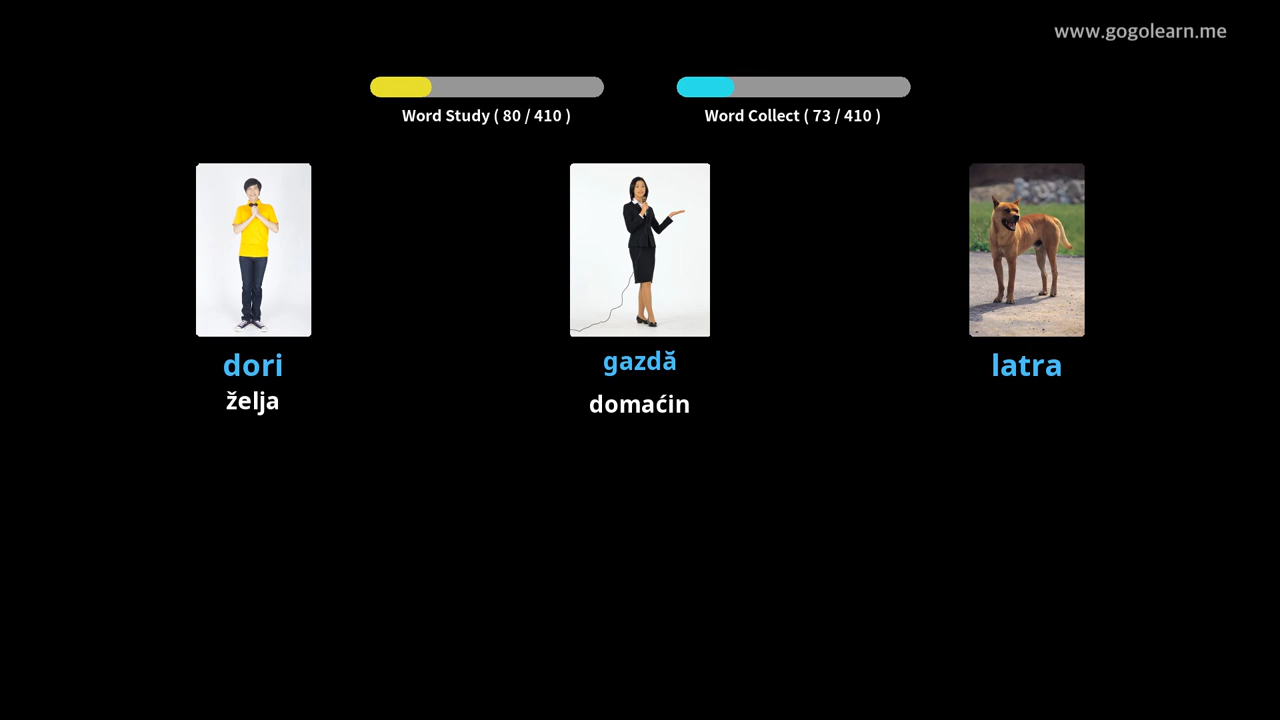 www.gogolearn.me
Word Study ( 80 / 410 )
Word Collect ( 73 / 410 )
dori
želja
gazdă
domaćin
latra